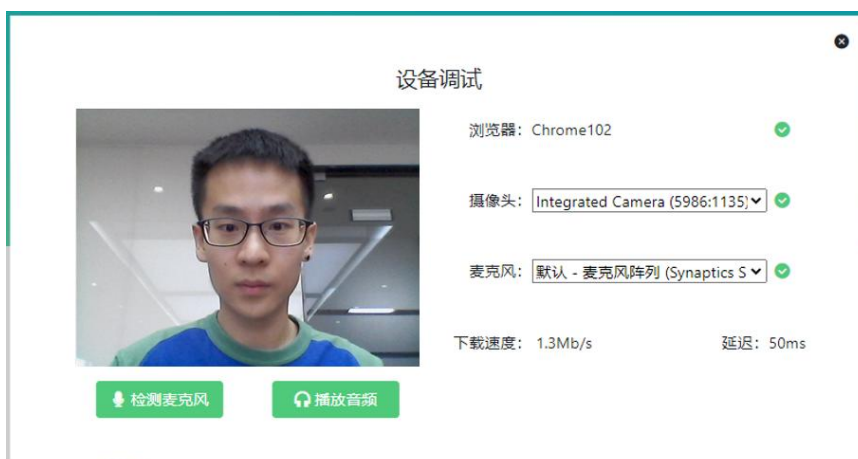 设备调试
浏览器： Chrome102
摄像头： Integrated Camera (5986:1135)
麦克风： 默认 - 麦克风阵列 (Synaptics S
下载速度： 1.3Mb/s 延迟：50ms
检测麦克风 播放音频